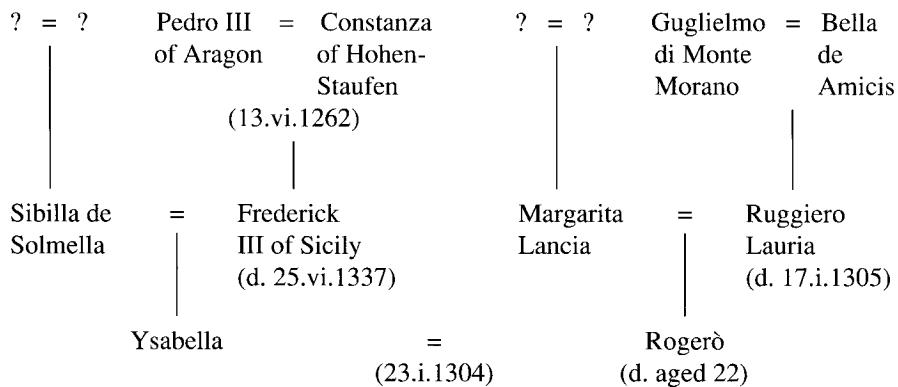 ? = ? Pedro III = Constanza ? = ? Guglielmo = Bella
of Aragon of Hohen- di Monte de
Staufen Morano Amicis
(13.vi.1262)
Sibilla de = Frederick Margarita = Ruggiero
Solmella III of Sicily Lancia Lauria
(d. 25.vi.1337) (d. 17.i.1305)
Ysabella = Rogerò
(23.i.1304) (d. aged 22)